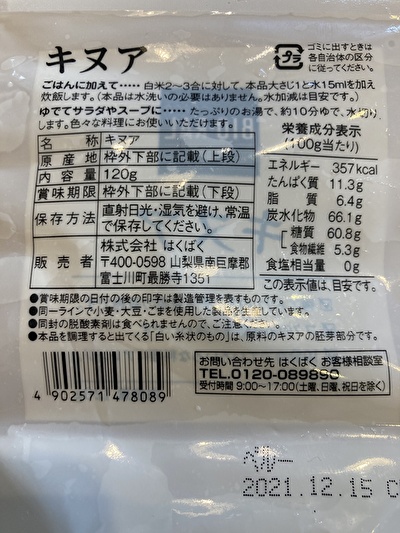 キヌア
プラ
ゴミに出すときは
各自治体の区分
に従ってください。
ごはんに加えて‥‥‥白米2〜3合に対して、本品大さじ1と水15mlを加え
炊飯します。(本品は水洗いの必要はありません。水加減は目安です。)
ゆでてサラダやスープに‥‥‥たっぷりのお湯で、約10分ゆで、水切り
します。色々な料理にお使いいただけます。
名 称 キヌア
原産地 枠外下部に記載(上段)
内容量 120g
賞味期限 枠外下部に記載(下段)
保存方法 直射日光・湿気を避け、常温
で保存してください。
販売者 株式会社 はくばく
〒400-0598 山梨県南巨摩郡
富士川町最勝寺1351
栄養成分表示
(100g当たり)
エネルギー 357kcal
たんぱく質 11.3g
脂質 6.4g
炭水化物 66.1g
糖質 60.8g
食物繊維 5.3g
食塩相当量 0g
この表示値は、目安です。
●賞味期限の日付の後の印字は製造管理を表すものです。
●同一ラインで小麦・大豆・ごまを使用した製品を生産しています。
●同封の脱酸素剤は食べられませんので、ご注意ください。
●本品を調理すると出てくる「白い糸状のもの」は、原料のキヌアの胚芽部分です。
4 902571 478089
お問い合わせ先 はくばく お客様相談室
TEL.0120-089890
受付時間 9:00〜17:00(土曜、日曜、祝日を除く)
ペルー
2021.12.15 C